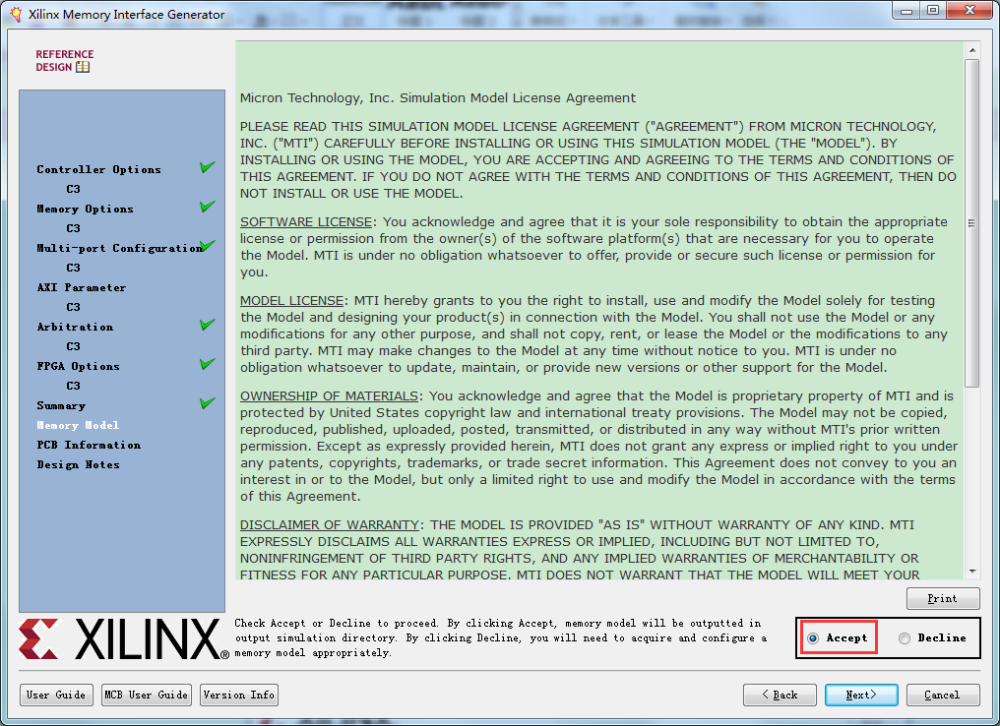 Xilinx Memory Interface Generator
REFERENCE
DESIGN
Controller Options
C3
Memory Options
C3
Multi-port Configuration
C3
AXI Parameter
C3
Arbitration
C3
FPGA Options
C3
Summary
Memory Model
PCB Information
Design Notes
Micron Technology, Inc. Simulation Model License Agreement
PLEASE READ THIS SIMULATION MODEL LICENSE AGREEMENT ("AGREEMENT") FROM MICRON TECHNOLOGY,
INC. ("MTI") CAREFULLY BEFORE INSTALLING OR USING THIS SIMULATION MODEL (THE "MODEL"). BY
INSTALLING OR USING THE MODEL, YOU ARE ACCEPTING AND AGREEING TO THE TERMS AND CONDITIONS OF
THIS AGREEMENT. IF YOU DO NOT AGREE WITH THE TERMS AND CONDITIONS OF THIS AGREEMENT, THEN DO
NOT INSTALL OR USE THE MODEL.
SOFTWARE LICENSE: You acknowledge and agree that it is your sole responsibility to obtain the appropriate
license or permission from the owner(s) of the software platform(s) that are necessary for you to operate
the Model. MTI is under no obligation whatsoever to offer, provide or secure such license or permission for
you.
MODEL LICENSE: MTI hereby grants to you the right to install, use and modify the Model solely for testing
the Model and designing your product(s) in connection with the Model. You shall not use the Model or any
modifications for any other purpose, and shall not copy, rent, or lease the Model or the modifications to any
third party. MTI may make changes to the Model at any time without notice to you. MTI is under no
obligation whatsoever to update, maintain, or provide new versions or other support for the Model.
OWNERSHIP OF MATERIALS: You acknowledge and agree that the Model is proprietary property of MTI and is
protected by United States copyright law and international treaty provisions. The Model may not be copied,
reproduced, published, uploaded, posted, transmitted, or distributed in any way without MTI's prior written
permission. Except as expressly provided herein, MTI does not grant any express or implied right to you under
any patents, copyrights, trademarks, or trade secret information. This Agreement does not convey to you an
interest in or to the Model, but only a limited right to use and modify the Model in accordance with the terms
of this Agreement.
DISCLAIMER OF WARRANTY: THE MODEL IS PROVIDED "AS IS" WITHOUT WARRANTY OF ANY KIND. MTI
EXPRESSLY DISCLAIMS ALL WARRANTIES EXPRESS OR IMPLIED, INCLUDING BUT NOT LIMITED TO,
NONINFRINGEMENT OF THIRD PARTY RIGHTS, AND ANY IMPLIED WARRANTIES OF MERCHANTABILITY OR
FITNESS FOR ANY PARTICULAR PURPOSE. MTI DOES NOT WARRANT THAT THE MODEL WILL MEET YOUR
Print
XILINX®
Check Accept or Decline to proceed. By clicking Accept, memory model will be outputted in
output simulation directory. By clicking Decline, you will need to acquire and configure a
memory model appropriately.
Accept
Decline
User Guide
MCB User Guide
Version Info
< Back
Next>
Cancel